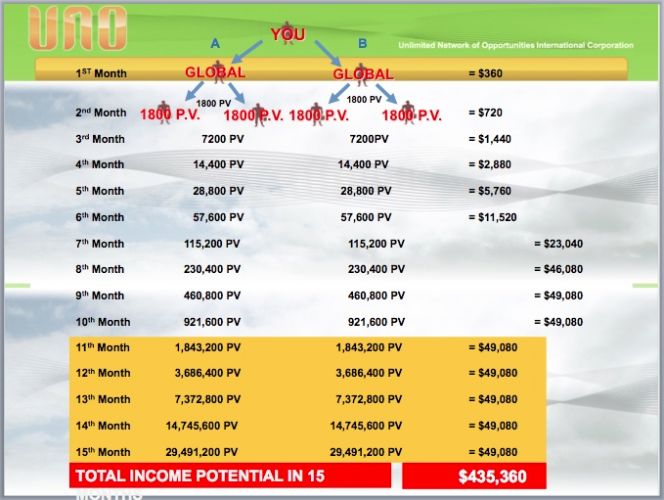 UNO
YOU
A B
Unlimited Network of Opportunities International Corporation
1ST Month GLOBAL GLOBAL = $360
1800 PV 1800 PV
2nd Month 1800 P.V. 1800 P.V. 1800 P.V. 1800 P.V. = $720
3rd Month 7200 PV 7200PV = $1,440
4th Month 14,400 PV 14,400 PV = $2,880
5th Month 28,800 PV 28,800 PV = $5,760
6th Month 57,600 PV 57,600 PV = $11,520
7th Month 115,200 PV 115,200 PV = $23,040
8th Month 230,400 PV 230,400 PV = $46,080
9th Month 460,800 PV 460,800 PV = $49,080
10th Month 921,600 PV 921,600 PV = $49,080
11th Month 1,843,200 PV 1,843,200 PV = $49,080
12th Month 3,686,400 PV 3,686,400 PV = $49,080
13th Month 7,372,800 PV 7,372,800 PV = $49,080
14th Month 14,745,600 PV 14,745,600 PV = $49,080
15th Month 29,491,200 PV 29,491,200 PV = $49,080
TOTAL INCOME POTENTIAL IN 15 $435,360
MONTHS